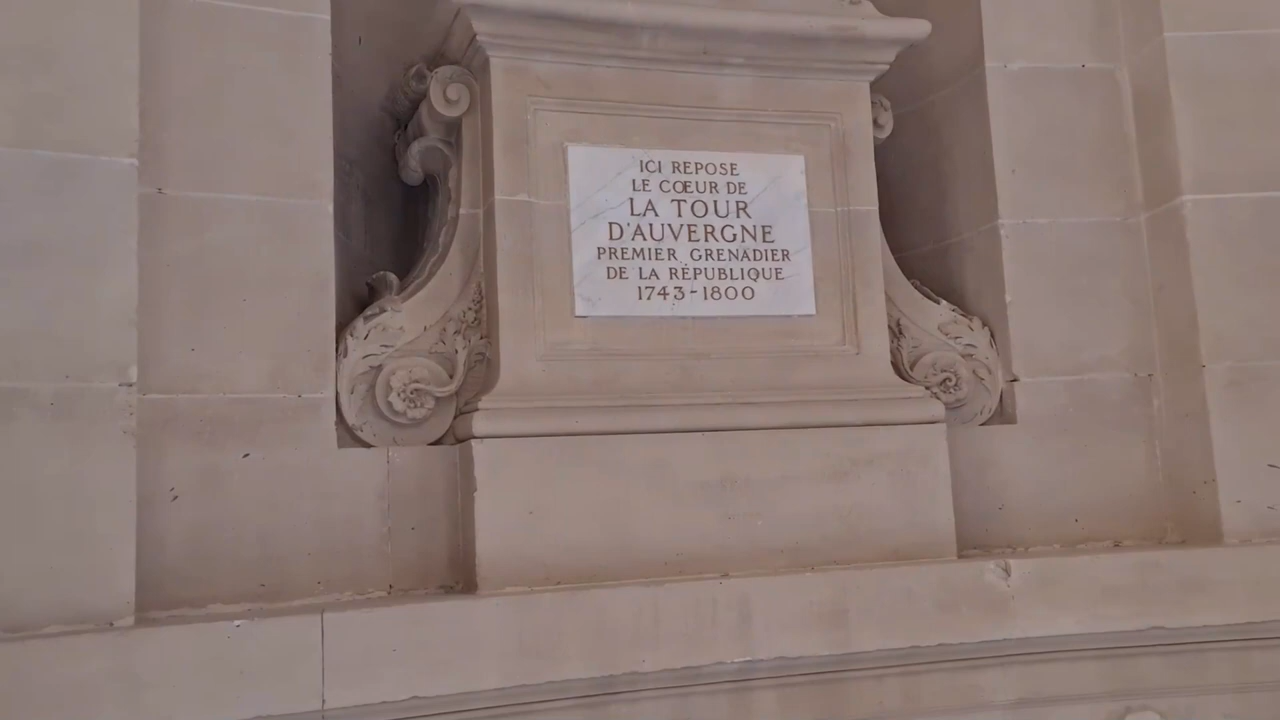 ICI REPOSE
LE CŒUR DE
LA TOUR
D'AUVERGNE
PREMIER GRENADIER
DE LA RÉPUBLIQUE
1743-1800